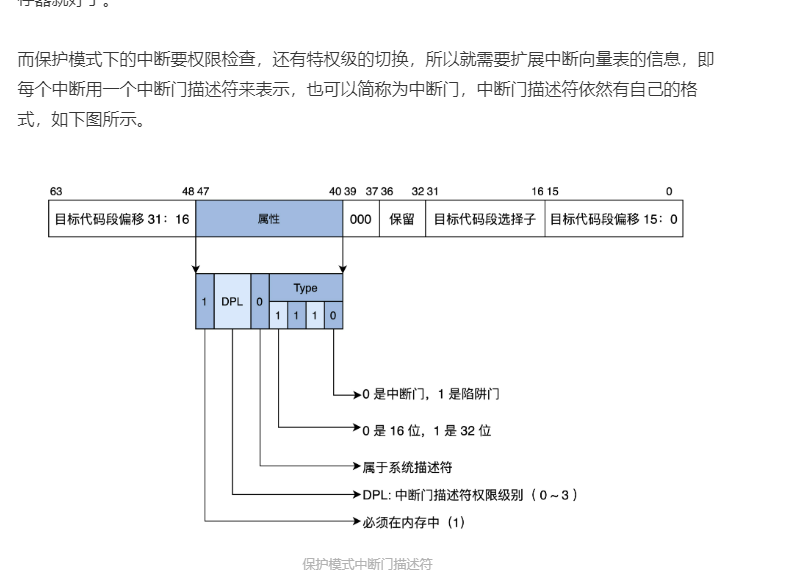 存器就好了。
而保护模式下的中断要权限检查，还有特权级的切换，所以就需要扩展中断向量表的信息，即
每个中断用一个中断门描述符来表示，也可以简称为中断门，中断门描述符依然有自己的格
式，如下图所示。
63 48 47 40 39 37 36 32 31 16 15 0
目标代码段偏移 31：16 属性 000 保留 目标代码段选择子 目标代码段偏移 15：0
1 DPL 0 Type
1 1 1 0
0 是中断门，1 是陷阱门
0 是 16 位，1 是 32 位
属于系统描述符
DPL: 中断门描述符权限级别（0～3）
必须在内存中（1）
保护模式中断门描述符